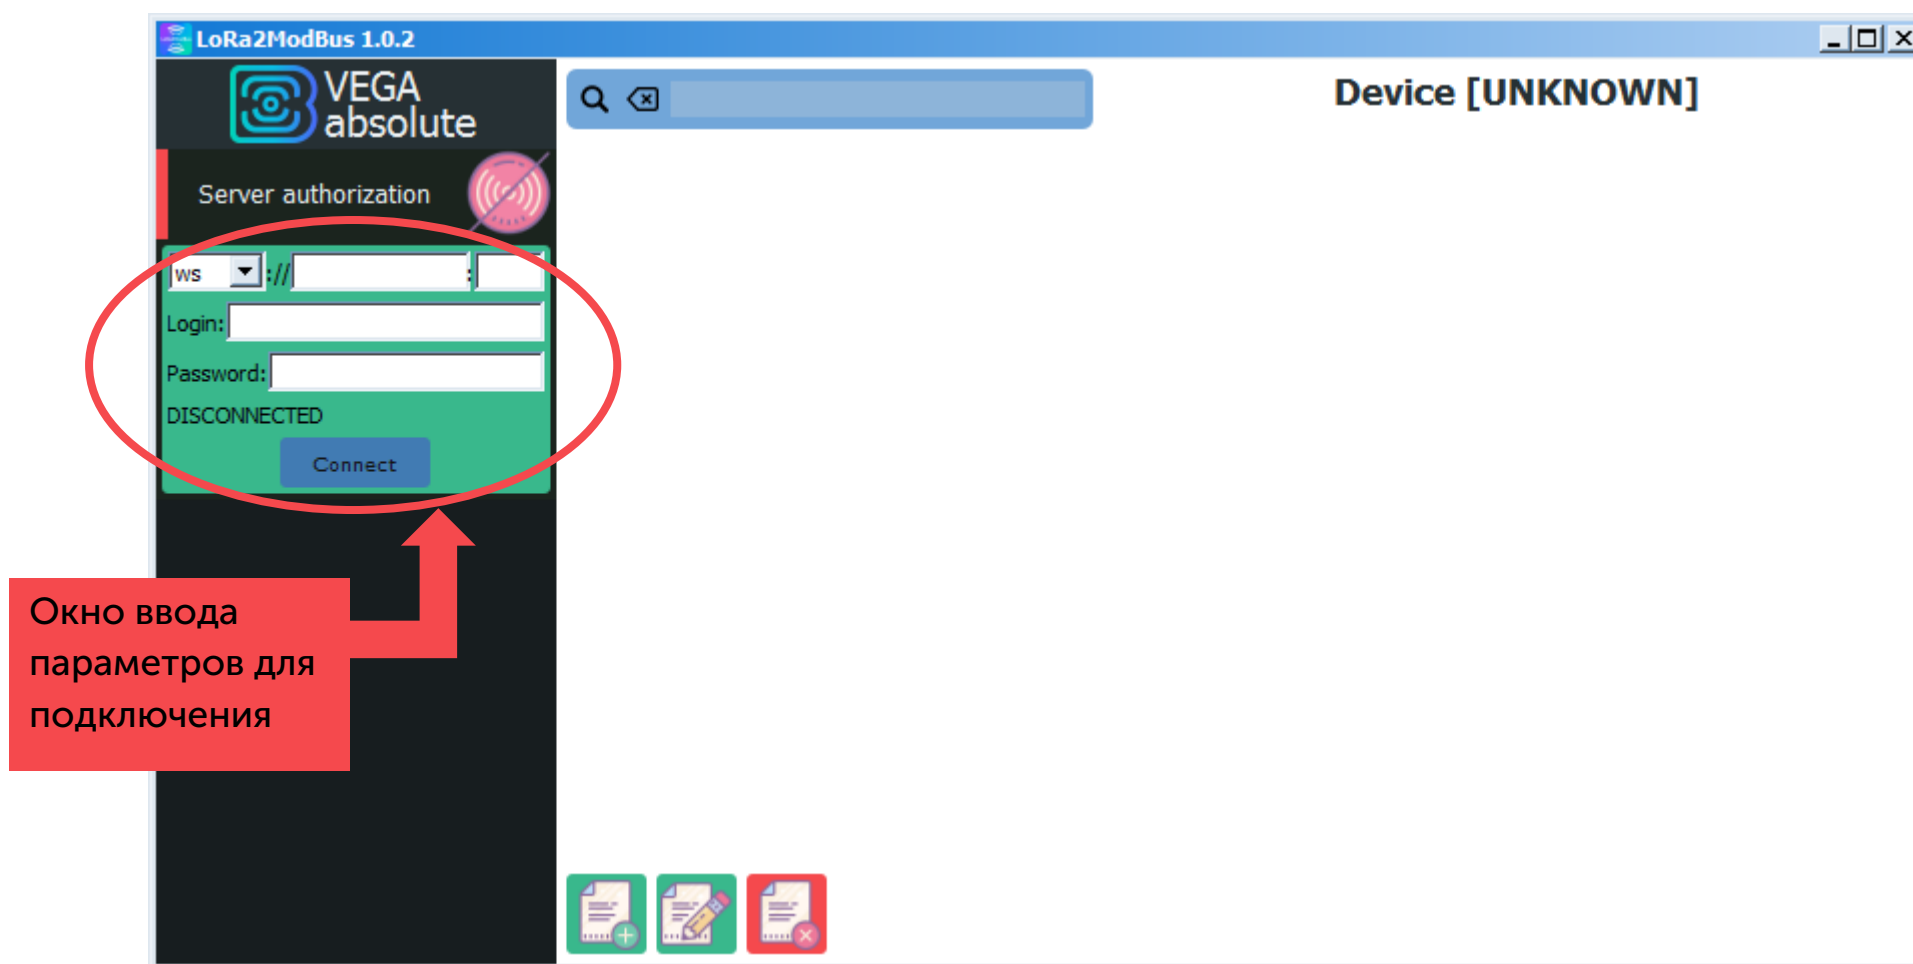 LoRa2ModBus 1.0.2
VEGA
absolute
Device [UNKNOWN]
Server authorization
ws :// :
Login:
Password:
DISCONNECTED
Connect
Окно ввода
параметров для
подключения